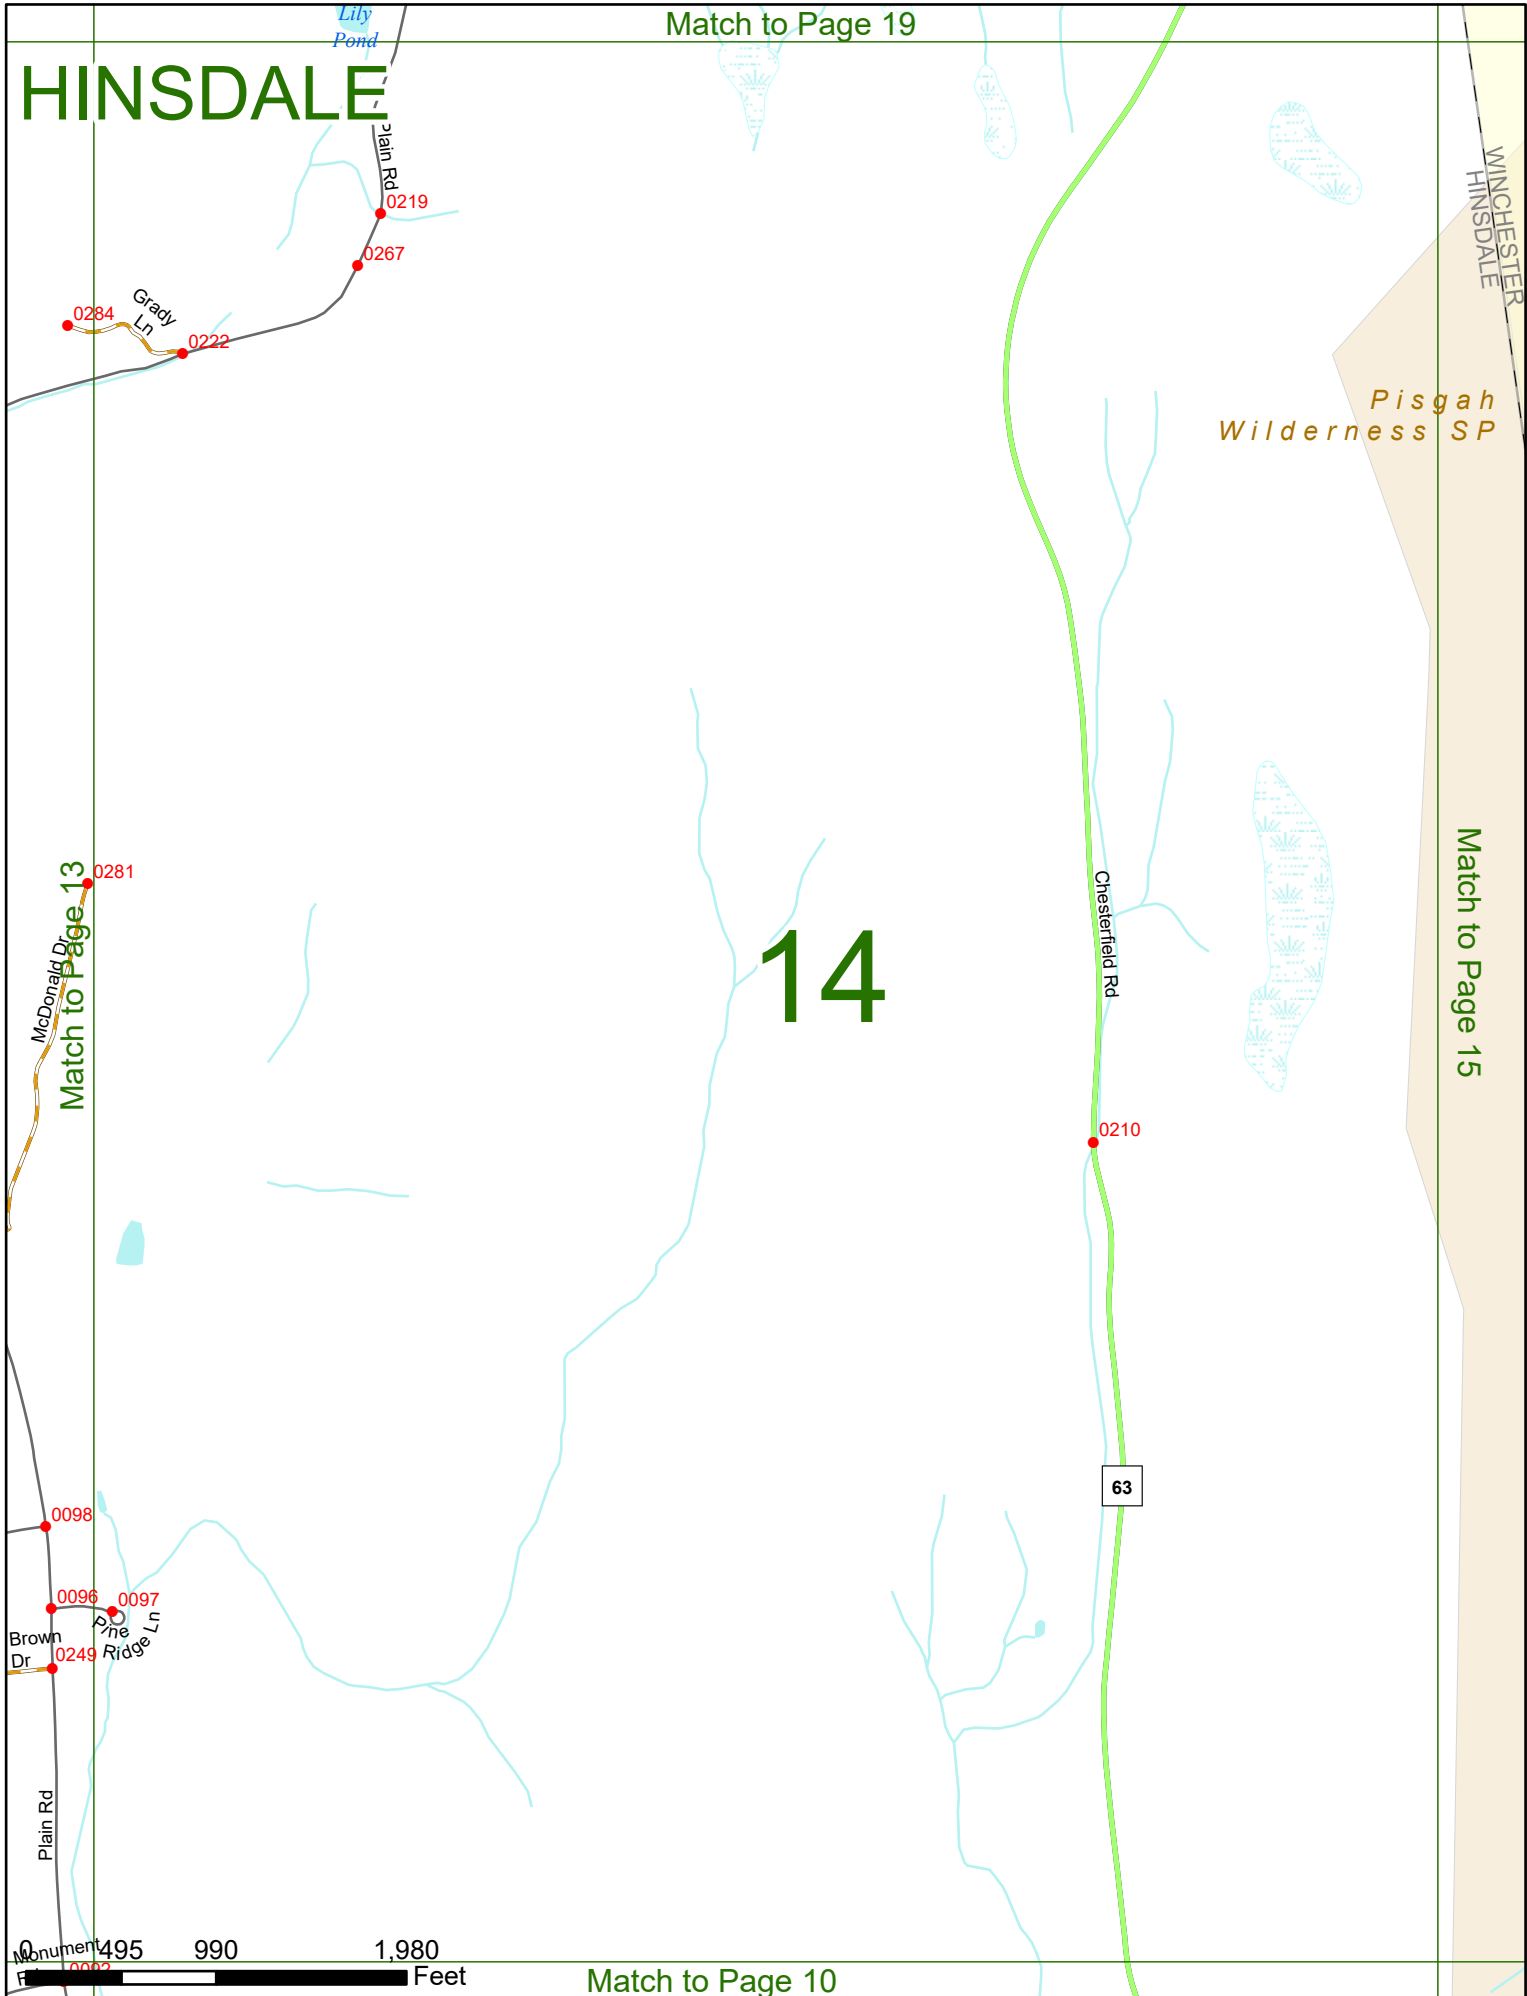 Lily
Pond
Match to Page 19
HINSDALE
Plain Rd
0219
0267
WINCHESTER
HINSDALE
Grady
Ln
0284
0222
Pisgah
Wilderness SP
0281
McDonald Dr
Match to Page 13
14
Chesterfield Rd
Match to Page 15
0210
63
0098
0096
0097
Pine
Ridge Ln
Brown
Dr
0249
Plain Rd
Monument
0092
0 495 990 1,980
Feet
Match to Page 10